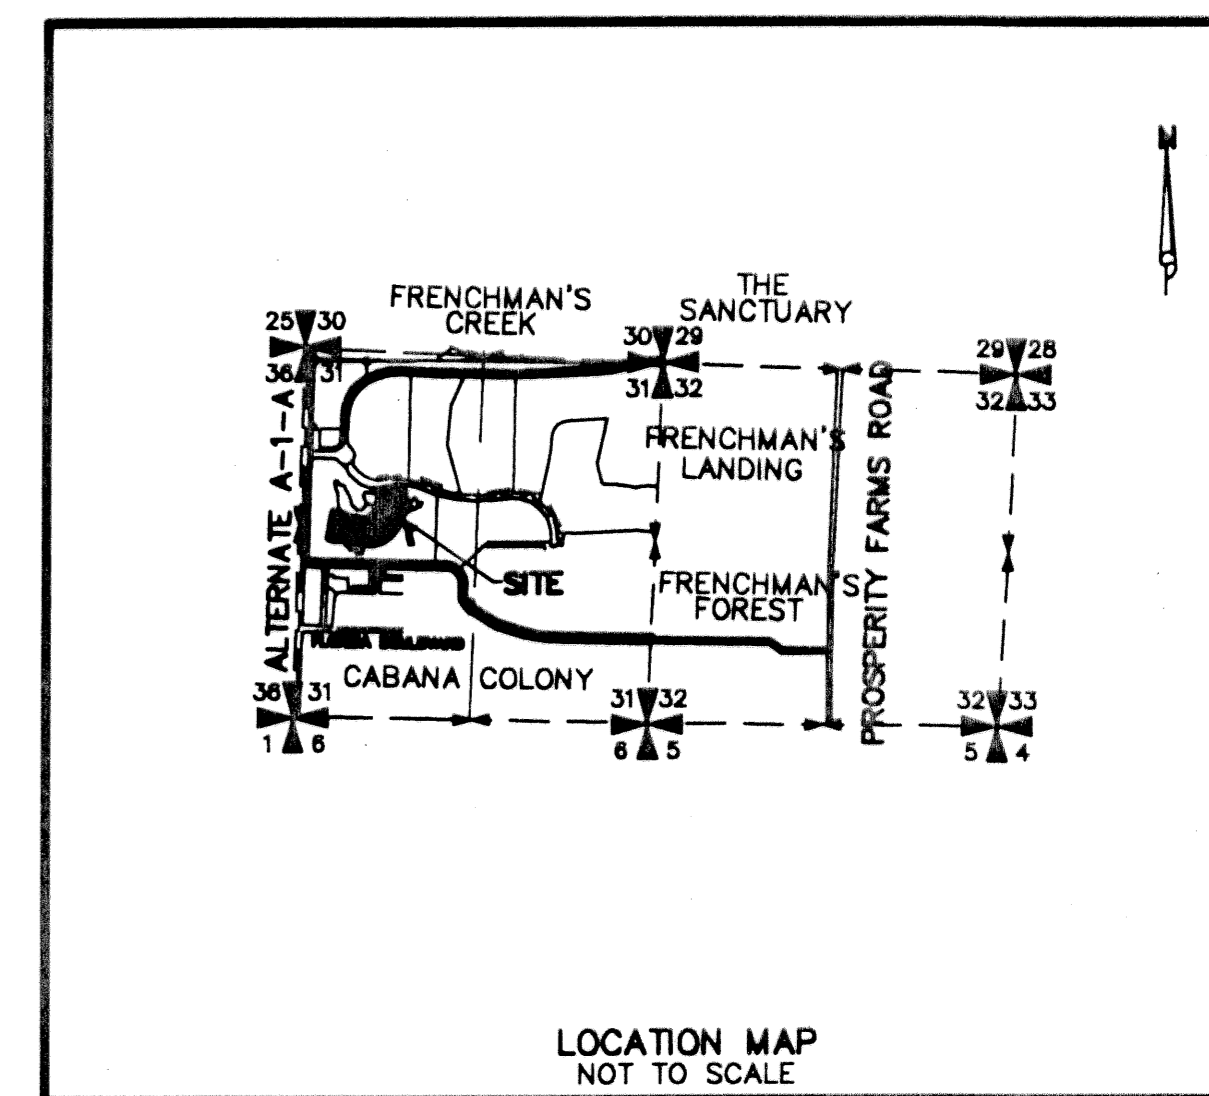 N
THE
SANCTUARY
FRENCHMAN'S
CREEK
25 30
36 31
30 29
31 32
29 28
32 33
ALTERNATE A-1-A
FRENCHMAN'S
LANDING
PROSPERITY FARMS ROAD
SITE
FRENCHMAN'S
FOREST
CABANA COLONY
36 31
1 6
31 32
6 5
32 33
5 4
LOCATION MAP
NOT TO SCALE